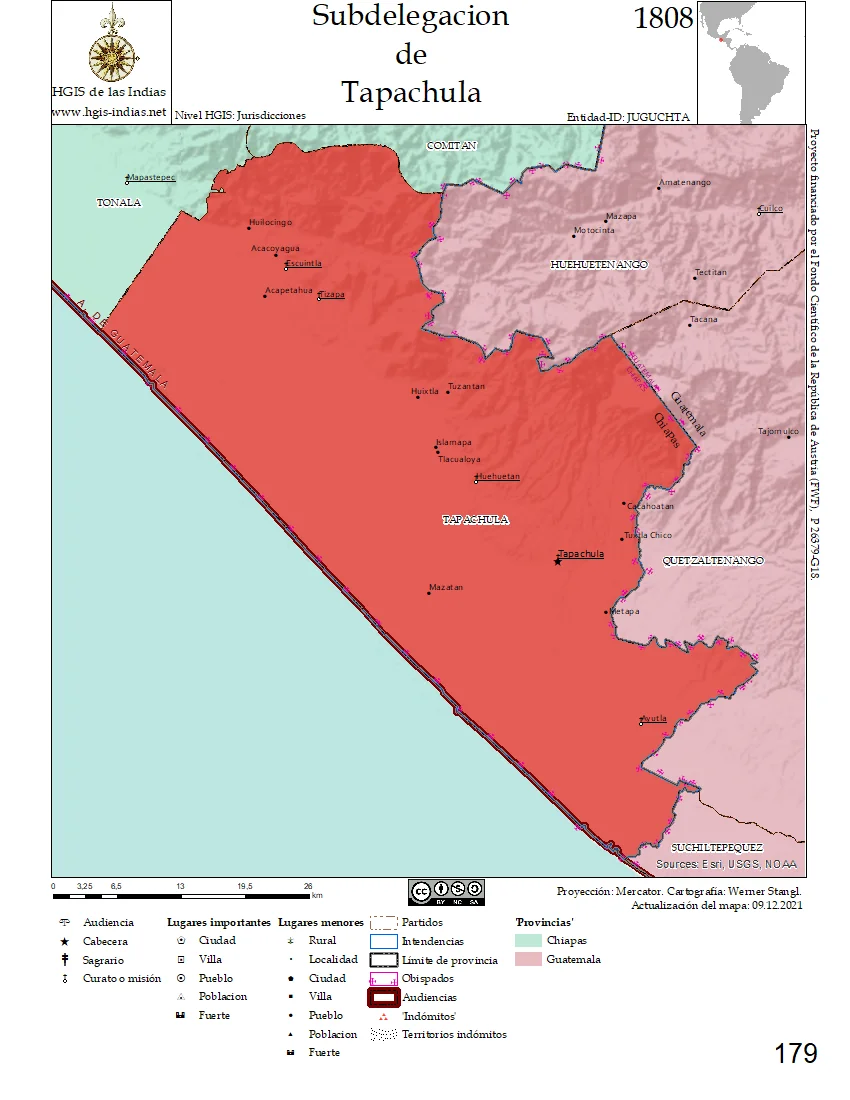 Subdelegacion
de
Tapachula
1808
HGIS de las Indias
www.hgis-indias.net
Nivel HGIS: Jurisdicciones
Entidad-ID: JUGUCHTA
COMITAN
Mapastepec
TONALA
Amatenango
Cuilco
Mazapa
Motocinta
Huilocingo
Acacoyagua
Escuintla
HUEHUETENANGO
Tectitan
Acapetahua
Tizapa
A. DE GUATEMALA
Tacana
GUATEMALA
CHIAPAS
Guatemala
Chiapas
Huixtla
Tuzantan
Tajomulco
Islamapa
Tlacualoya
Huehuetan
Cacahoatan
TAPACHULA
Tuxtla Chico
Tapachula
QUETZALTENANGO
Mazatan
Metapa
Ayutla
SUCHILTEPEQUEZ
Sources: Esri, USGS, NOAA
Proyecto financiado por el Fondo Científico de la República de Austria (FWF), P 26379-G18.
0 3,25 6,5 13 19,5 26
km
cc BY NC SA
Proyección: Mercator. Cartografía: Werner Stangl.
Actualización del mapa: 09.12.2021
Audiencia
Cabecera
Sagrario
Curato o misión
Lugares importantes
Ciudad
Villa
Pueblo
Poblacion
Fuerte
Lugares menores
Rural
Localidad
Ciudad
Villa
Pueblo
Poblacion
Fuerte
Partidos
Intendencias
Límite de provincia
Obispados
Audiencias
'Indómitos'
Territorios indómitos
'Provincias'
Chiapas
Guatemala
179